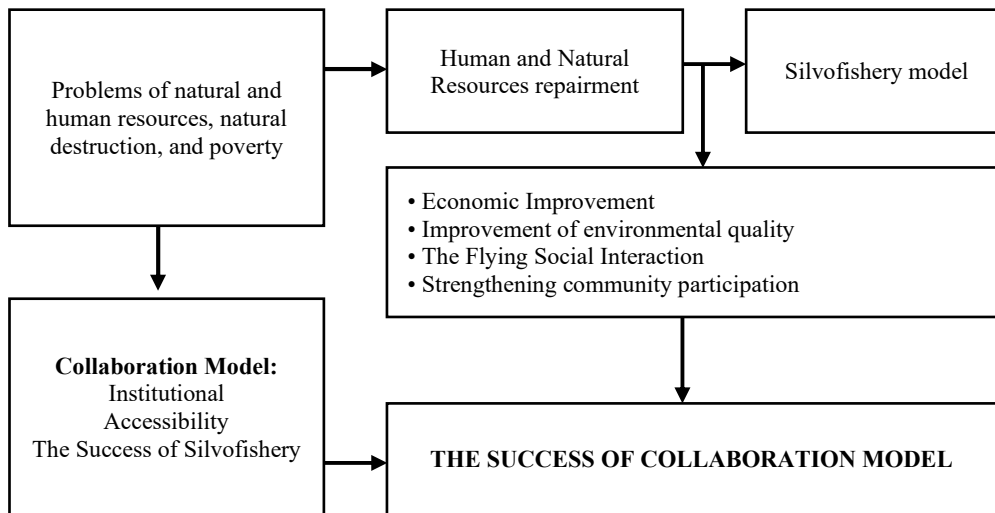 Problems of natural and
human resources, natural
destruction, and poverty
Human and Natural
Resources repairment
Silvofishery model
• Economic Improvement
• Improvement of environmental quality
• The Flying Social Interaction
• Strengthening community participation
Collaboration Model:
Institutional
Accessibility
The Success of Silvofishery
THE SUCCESS OF COLLABORATION MODEL